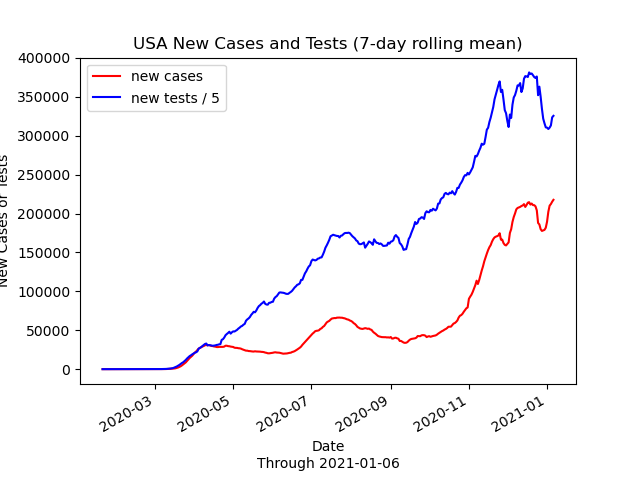 USA New Cases and Tests (7-day rolling mean)
new cases
new tests / 5
400000
350000
300000
250000
200000
150000
100000
50000
0
New Cases or Tests
2020-03
2020-05
2020-07
2020-09
2020-11
2021-01
Date
Through 2021-01-06